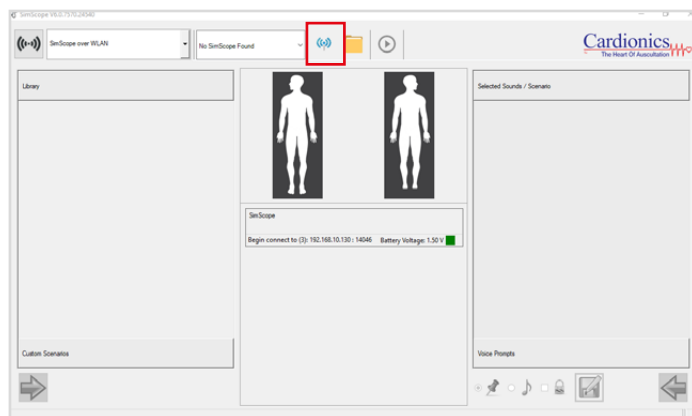 SimScope V6.0.7570.24540
SimScope over WLAN
No SimScope Found
Cardionics
The Heart Of Auscultation
Library
Selected Sounds / Scenario
SimScope
Begin connect to (3): 192.168.10.130 : 14046 Battery Voltage: 1.50 V
Custom Scenarios
Voice Prompts